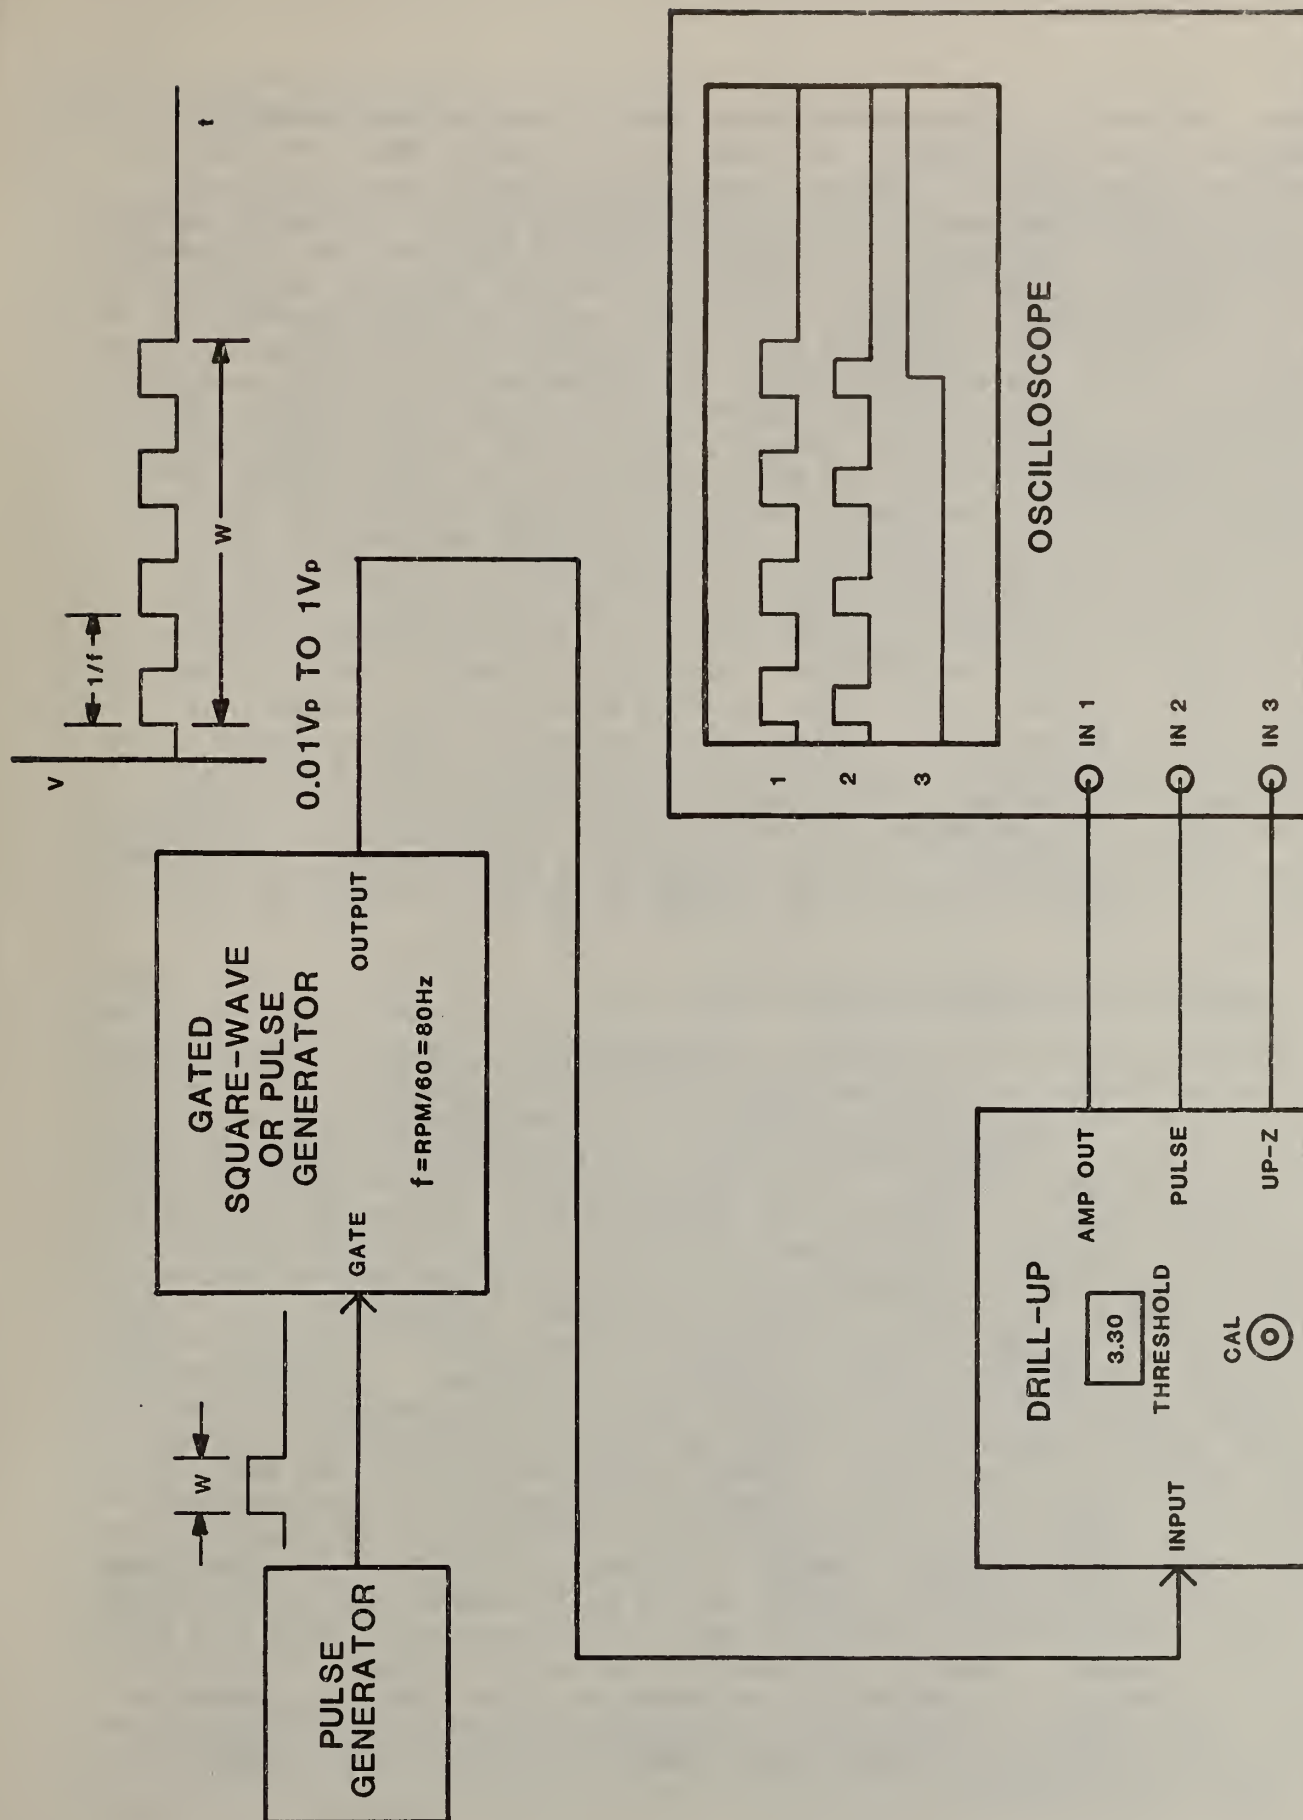 PULSE
GENERATOR
W
GATED
SQUARE-WAVE
OR PULSE
GENERATOR
GATE
OUTPUT
f=RPM/60=80Hz
V
1/f
W
t
0.01Vp TO 1Vp
DRILL-UP
INPUT
3.30
THRESHOLD
CAL
AMP OUT
PULSE
UP-Z
1
2
3
IN 1
IN 2
IN 3
OSCILLOSCOPE